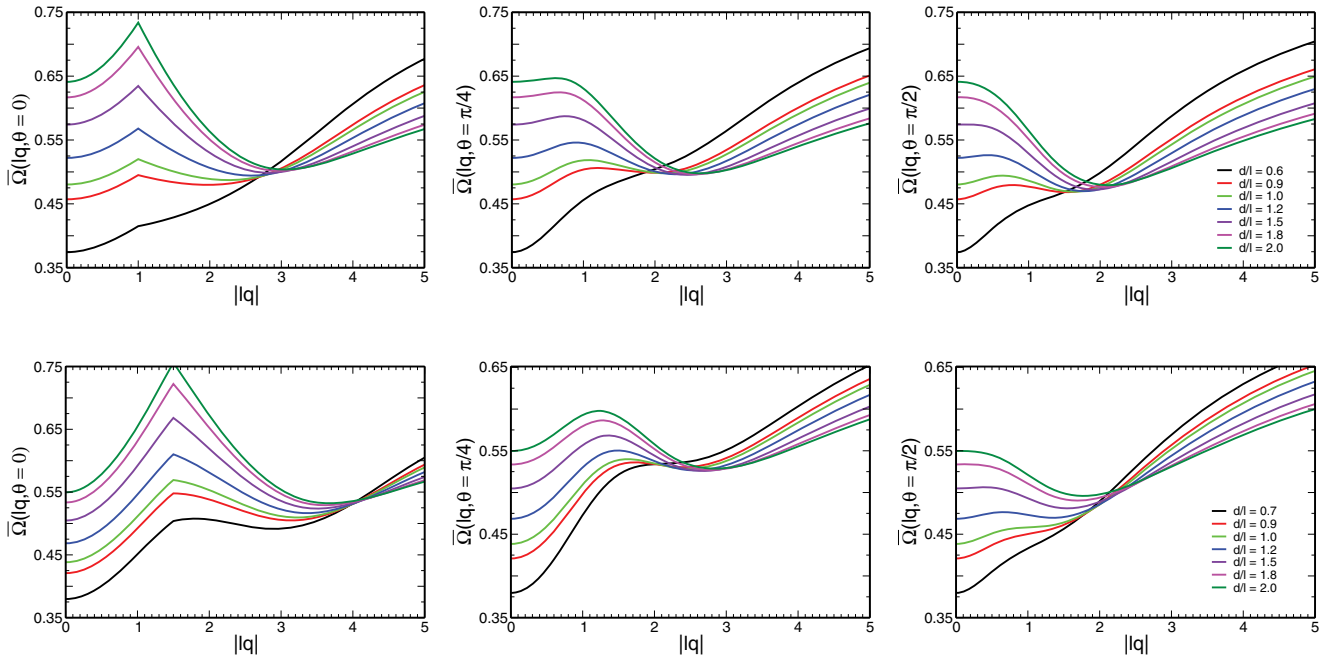 0.75
0.65
0.55
0.45
0.35
Ω̅(lq,θ = 0)
0 1 2 3 4 5
|lq|
0.75
0.65
0.55
0.45
0.35
Ω̅(lq,θ = π/4)
0 1 2 3 4 5
|lq|
0.75
0.65
0.55
0.45
0.35
Ω̅(lq,θ = π/2)
d/l = 0.6
d/l = 0.9
d/l = 1.0
d/l = 1.2
d/l = 1.5
d/l = 1.8
d/l = 2.0
0 1 2 3 4 5
|lq|
0.75
0.65
0.55
0.45
0.35
Ω̅(lq,θ = 0)
0 1 2 3 4 5
|lq|
0.65
0.55
0.45
0.35
Ω̅(lq,θ = π/4)
0 1 2 3 4 5
|lq|
0.65
0.55
0.45
0.35
Ω̅(lq,θ = π/2)
d/l = 0.7
d/l = 0.9
d/l = 1.0
d/l = 1.2
d/l = 1.5
d/l = 1.8
d/l = 2.0
0 1 2 3 4 5
|lq|